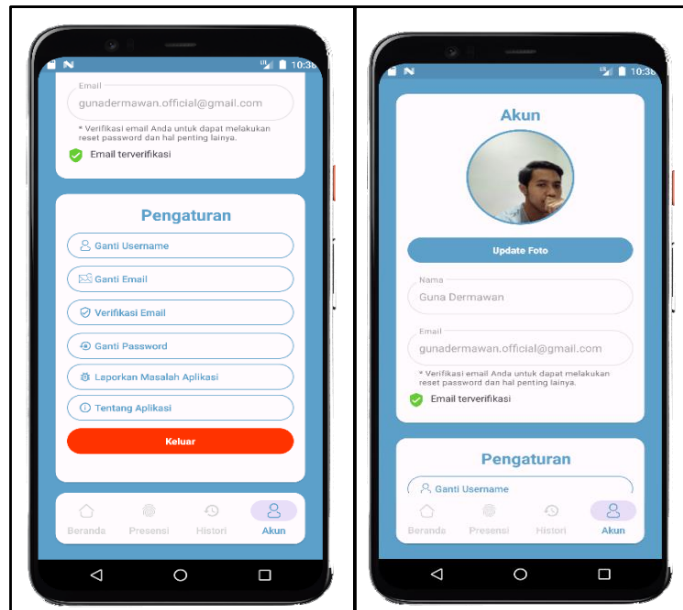 10:38
Email
gunadermawan.official@gmail.com
* Verifikasi email Anda untuk dapat melakukan
reset password dan hal penting lainya.
Email terverifikasi
Pengaturan
Ganti Username
Ganti Email
Verifikasi Email
Ganti Password
Laporkan Masalah Aplikasi
Tentang Aplikasi
Keluar
Beranda Presensi Histori Akun
10:38
Akun
Update Foto
Nama
Guna Dermawan
Email
gunadermawan.official@gmail.com
* Verifikasi email Anda untuk dapat melakukan
reset password dan hal penting lainya.
Email terverifikasi
Pengaturan
Ganti Username
Beranda Presensi Histori Akun